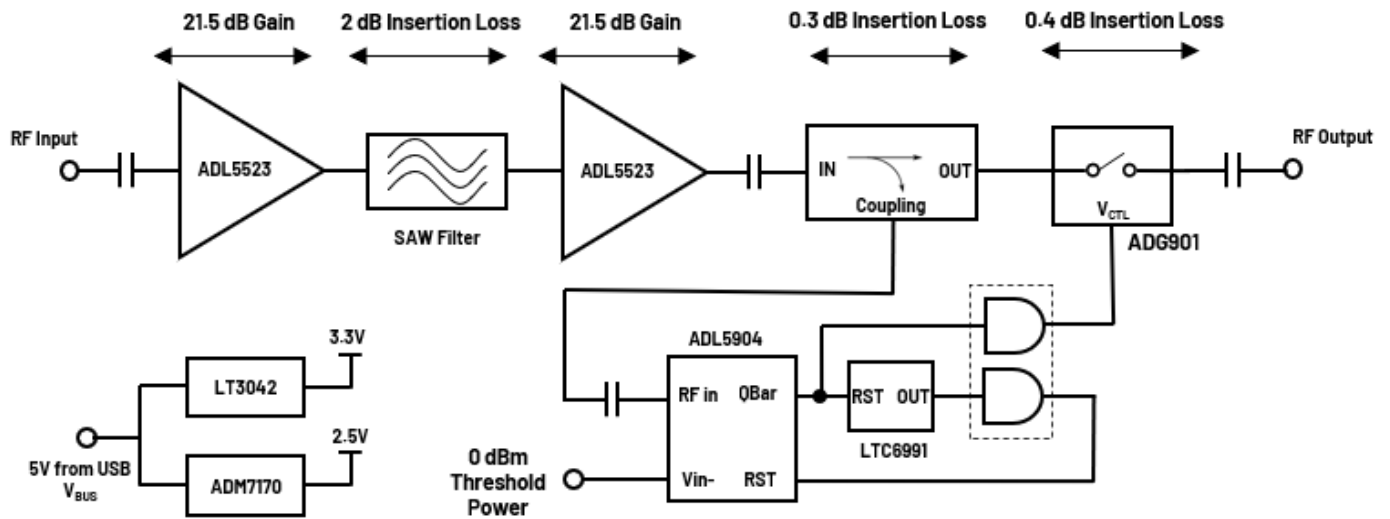 21.5 dB Gain
2 dB Insertion Loss
21.5 dB Gain
0.3 dB Insertion Loss
0.4 dB Insertion Loss
RF Input
ADL5523
SAW Filter
ADL5523
IN
OUT
Coupling
VCTL
ADG901
RF Output
ADL5904
RF in
QBar
Vin-
RST
RST
OUT
LTC6991
0 dBm
Threshold
Power
3.3V
LT3042
2.5V
ADM7170
5V from USB
VBUS